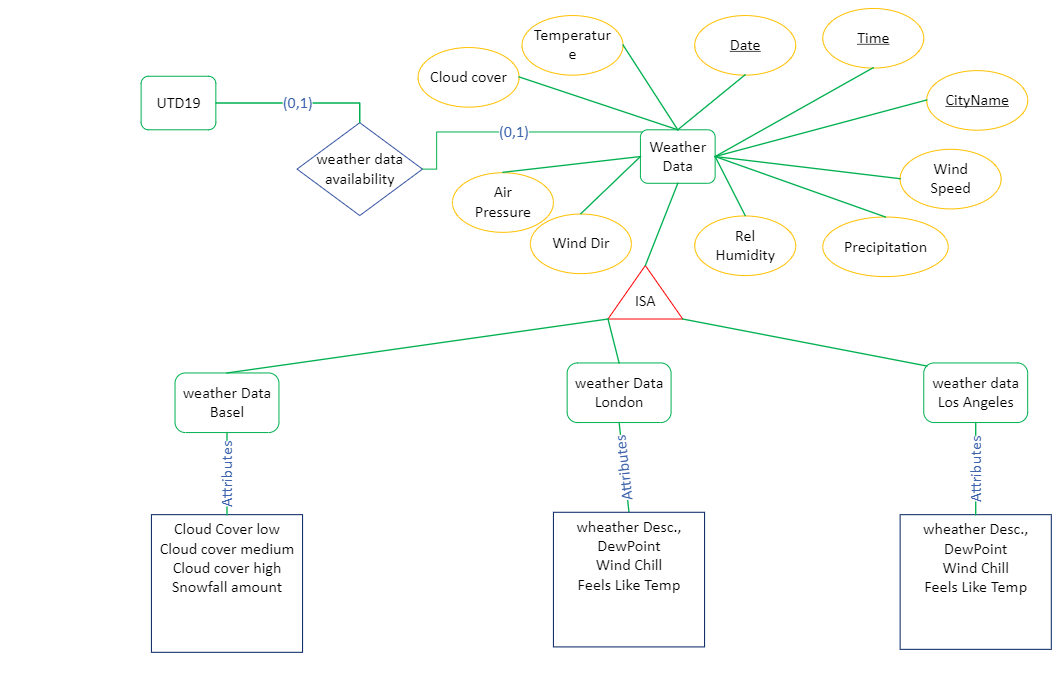 Temperatur
e
Date
Time
Cloud cover
CityName
UTD19
(0,1)
(0,1)
weather data
availability
Weather
Data
Wind
Speed
Air
Pressure
Wind Dir
Rel
Humidity
Precipitation
ISA
weather Data
Basel
weather Data
London
weather data
Los Angeles
Attributes
Attributes
Attributes
Cloud Cover low
Cloud cover medium
Cloud cover high
Snowfall amount
wheather Desc.,
DewPoint
Wind Chill
Feels Like Temp
wheather Desc.,
DewPoint
Wind Chill
Feels Like Temp